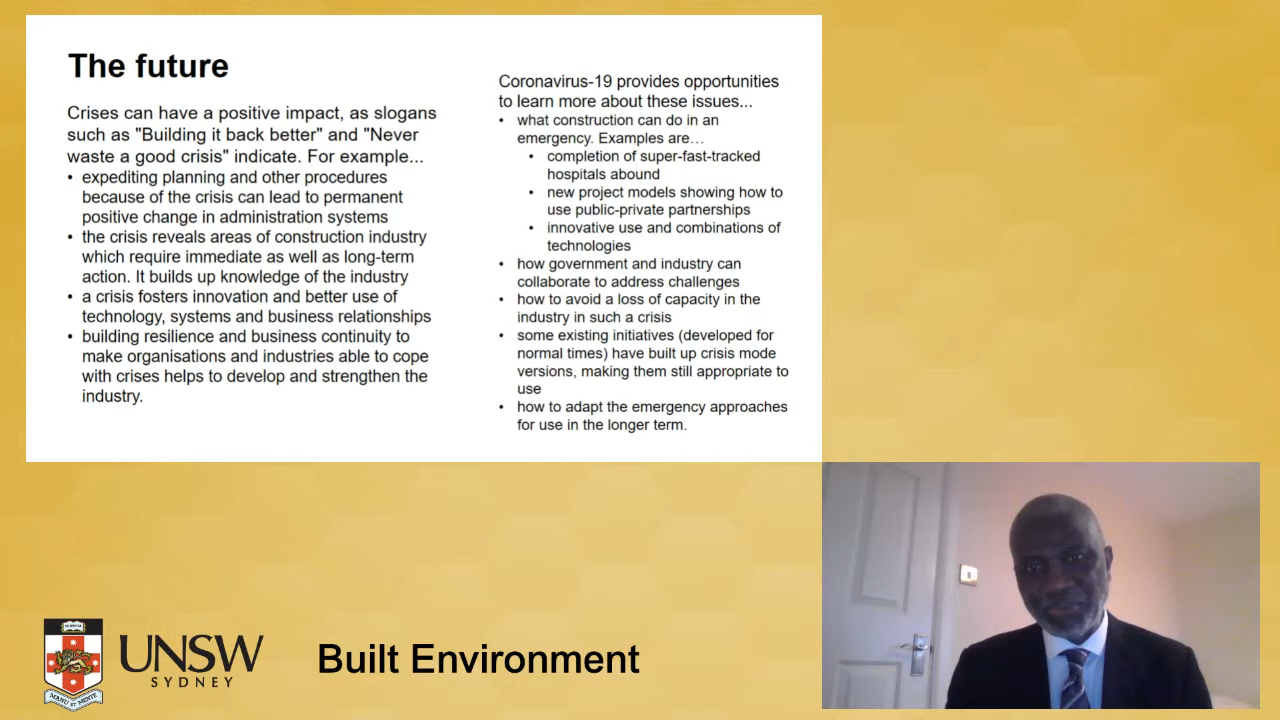 The future
Crises can have a positive impact, as slogans
such as "Building it back better" and "Never
waste a good crisis" indicate. For example...
• expediting planning and other procedures
because of the crisis can lead to permanent
positive change in administration systems
• the crisis reveals areas of construction industry
which require immediate as well as long-term
action. It builds up knowledge of the industry
• a crisis fosters innovation and better use of
technology, systems and business relationships
• building resilience and business continuity to
make organisations and industries able to cope
with crises helps to develop and strengthen the
industry.
Coronavirus-19 provides opportunities
to learn more about these issues...
• what construction can do in an
emergency. Examples are…
• completion of super-fast-tracked
hospitals abound
• new project models showing how to
use public-private partnerships
• innovative use and combinations of
technologies
• how government and industry can
collaborate to address challenges
• how to avoid a loss of capacity in the
industry in such a crisis
• some existing initiatives (developed for
normal times) have built up crisis mode
versions, making them still appropriate to
use
• how to adapt the emergency approaches
for use in the longer term.
UNSW
SYDNEY
Built Environment
MANU ET MENTE